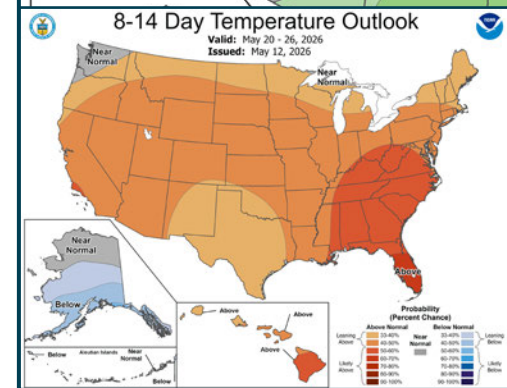 8-14 Day Temperature Outlook
Valid: May 20 - 26, 2026
Issued: May 12, 2026
Near
Normal
Near
Normal
Above
Near
Normal
Below
Below
Aleutian Islands
Near
Normal
Below
Above
Above
Above
Probability
(Percent Chance)
Above Normal
Below Normal
Leaning
Above
33-40%
40-50%
50-60%
60-70%
70-80%
80-90%
90-100%
Likely
Above
Near
Normal
33-40%
40-50%
50-60%
60-70%
70-80%
80-90%
90-100%
Leaning
Below
Likely
Below